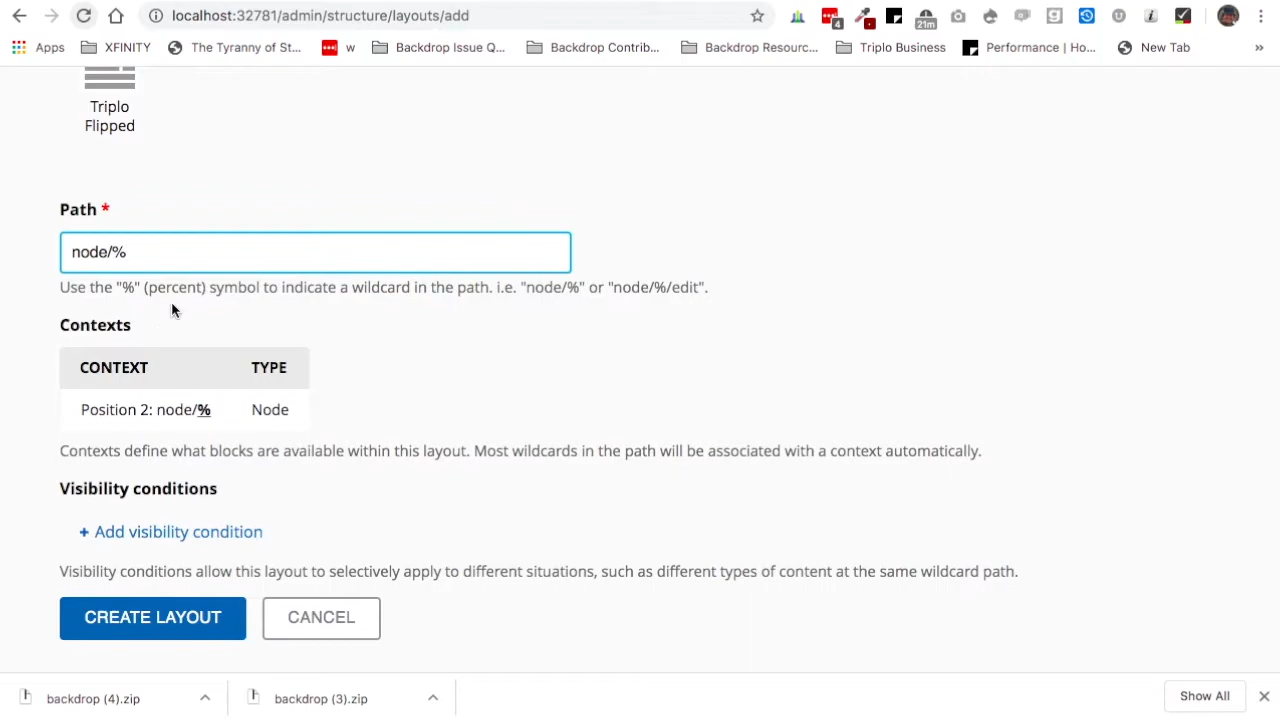 localhost:32781/admin/structure/layouts/add
4
21m
Apps XFINITY The Tyranny of St... w Backdrop Issue Q... Backdrop Contrib... Backdrop Resourc... Triplo Business Performance | Ho... New Tab »
Triplo
Flipped
Path *
node/%
Use the "%" (percent) symbol to indicate a wildcard in the path. i.e. "node/%" or "node/%/edit".
Contexts
CONTEXT TYPE
Position 2: node/% Node
Contexts define what blocks are available within this layout. Most wildcards in the path will be associated with a context automatically.
Visibility conditions
+ Add visibility condition
Visibility conditions allow this layout to selectively apply to different situations, such as different types of content at the same wildcard path.
CREATE LAYOUT CANCEL
backdrop (4).zip backdrop (3).zip Show All